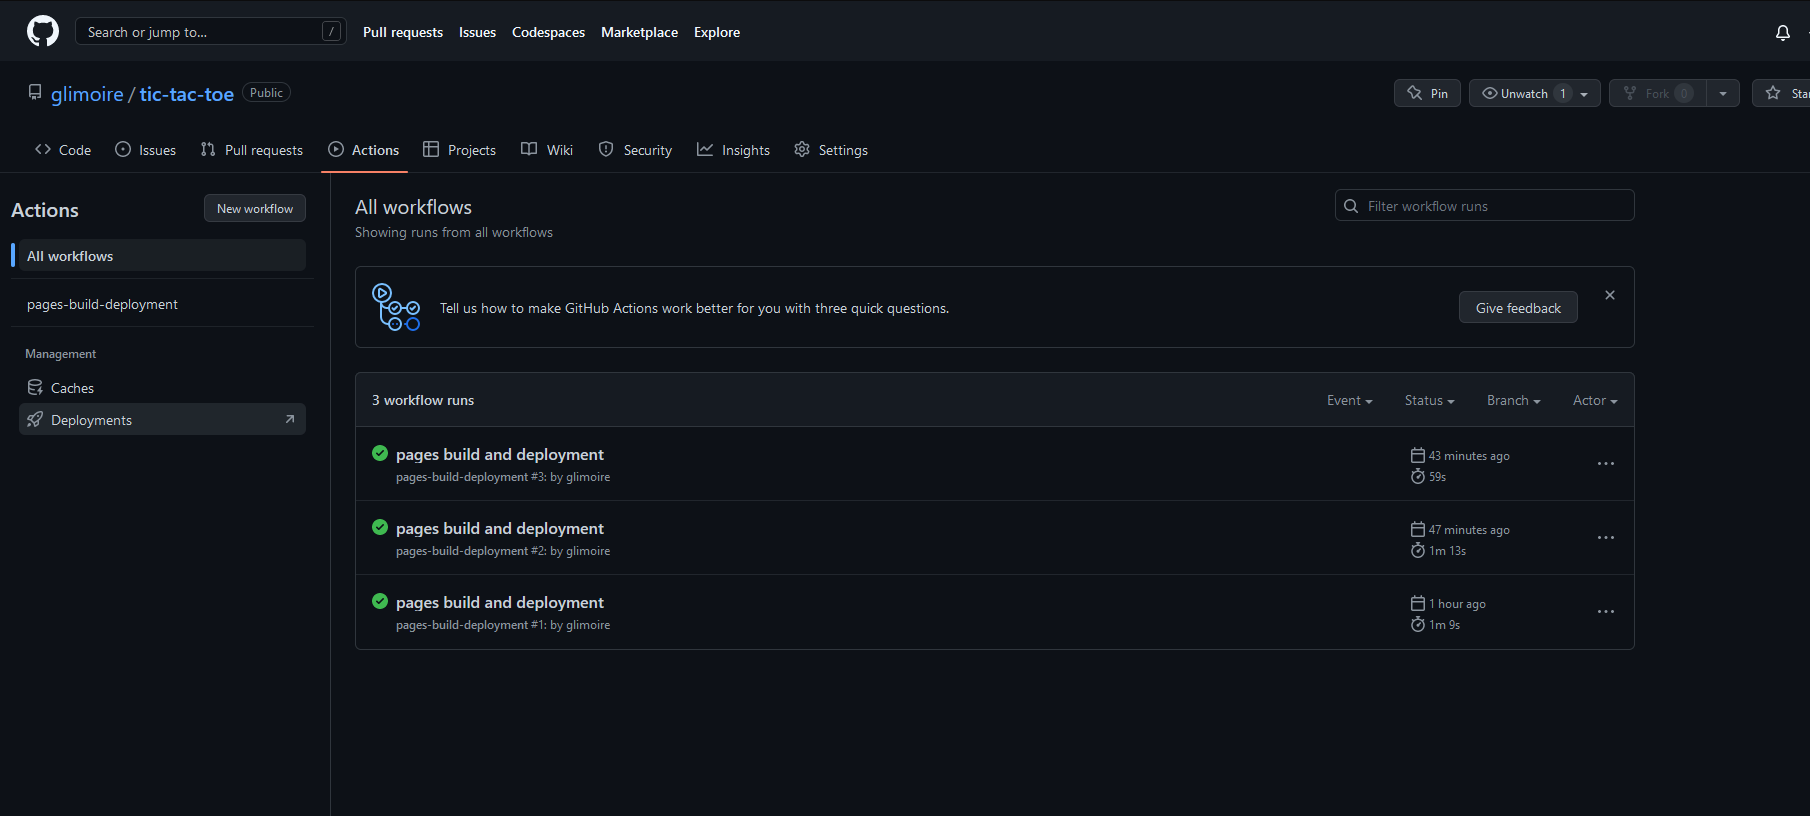 Search or jump to... /
Pull requests Issues Codespaces Marketplace Explore
glimoire / tic-tac-toe Public
Pin Unwatch 1 Fork 0
Code Issues Pull requests Actions Projects Wiki Security Insights Settings
Actions New workflow
All workflows
pages-build-deployment
Management
Caches
Deployments
All workflows
Showing runs from all workflows
Filter workflow runs
Tell us how to make GitHub Actions work better for you with three quick questions.
Give feedback
3 workflow runs Event Status Branch Actor
pages build and deployment
pages-build-deployment #3: by glimoire
43 minutes ago
59s
pages build and deployment
pages-build-deployment #2: by glimoire
47 minutes ago
1m 13s
pages build and deployment
pages-build-deployment #1: by glimoire
1 hour ago
1m 9s